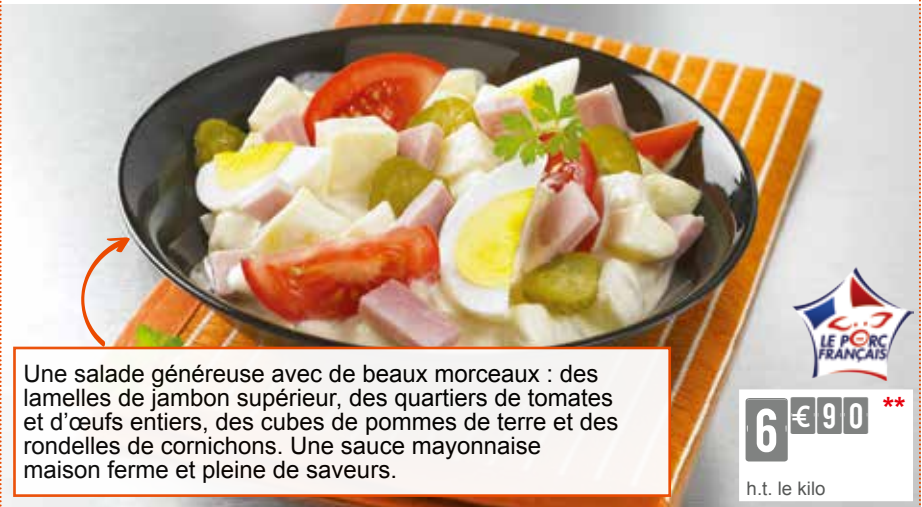 Une salade généreuse avec de beaux morceaux : des
lamelles de jambon supérieur, des quartiers de tomates
et d'œufs entiers, des cubes de pommes de terre et des
rondelles de cornichons. Une sauce mayonnaise
maison ferme et pleine de saveurs.
LE PORC
FRANÇAIS
6€90 **
h.t. le kilo